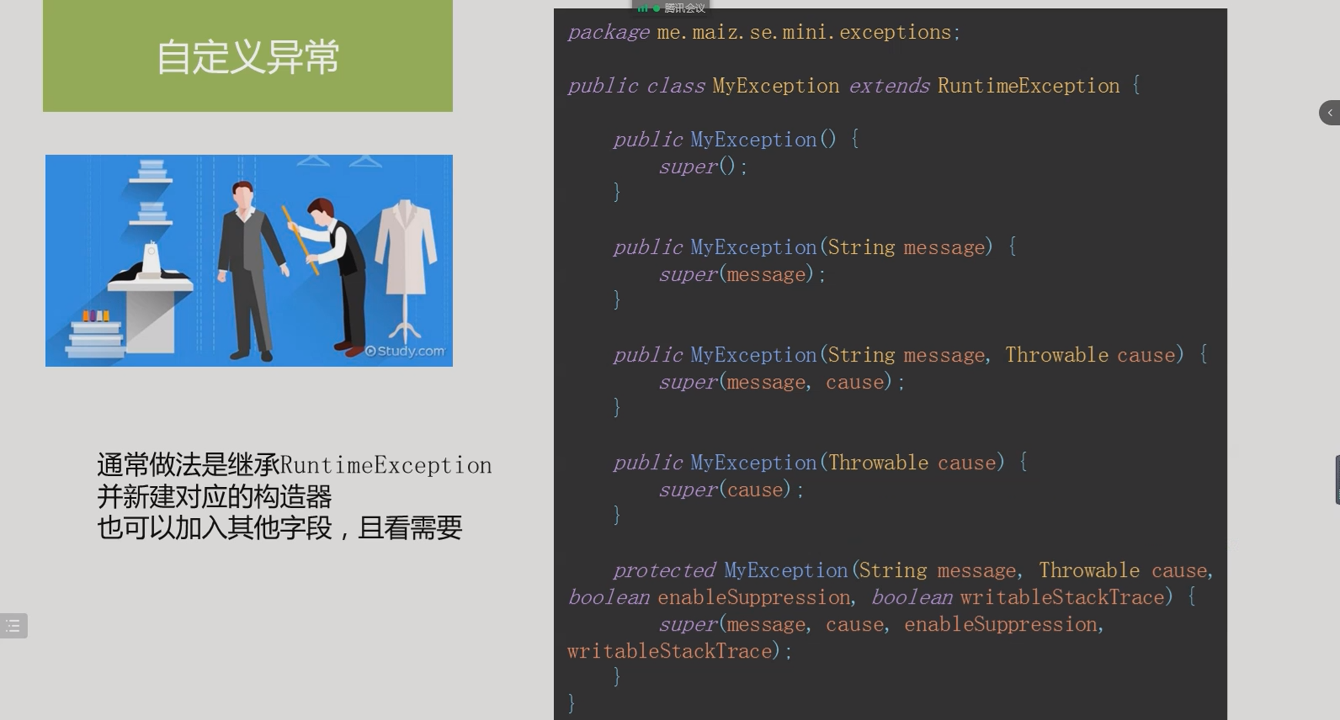 腾讯会议
自定义异常
Study.com
通常做法是继承RuntimeException
并新建对应的构造器
也可以加入其他字段，且看需要
package me.maiz.se.mini.exceptions;
public class MyException extends RuntimeException {
public MyException() {
super();
}
public MyException(String message) {
super(message);
}
public MyException(String message, Throwable cause) {
super(message, cause);
}
public MyException(Throwable cause) {
super(cause);
}
protected MyException(String message, Throwable cause,
boolean enableSuppression, boolean writableStackTrace) {
super(message, cause, enableSuppression,
writableStackTrace);
}
}